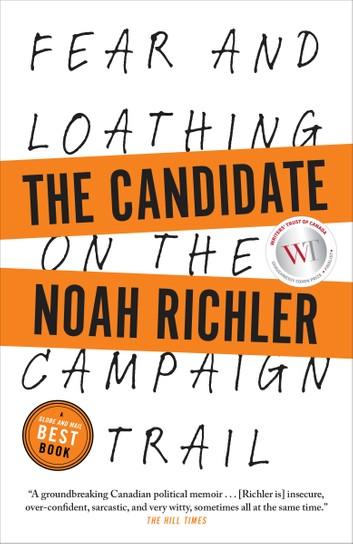 FEAR AND
LOATHING
THE CANDIDATE
ON THE
WRITERS' TRUST OF CANADA
WT
FINALIST
NOAH RICHLER
CAMPAIGN
A
GLOBE AND MAIL
BEST
BOOK
TRAIL
“A groundbreaking Canadian political memoir . . . [Richler is] insecure,
over-confident, sarcastic, and very witty, sometimes all at the same time.”
THE HILL TIMES